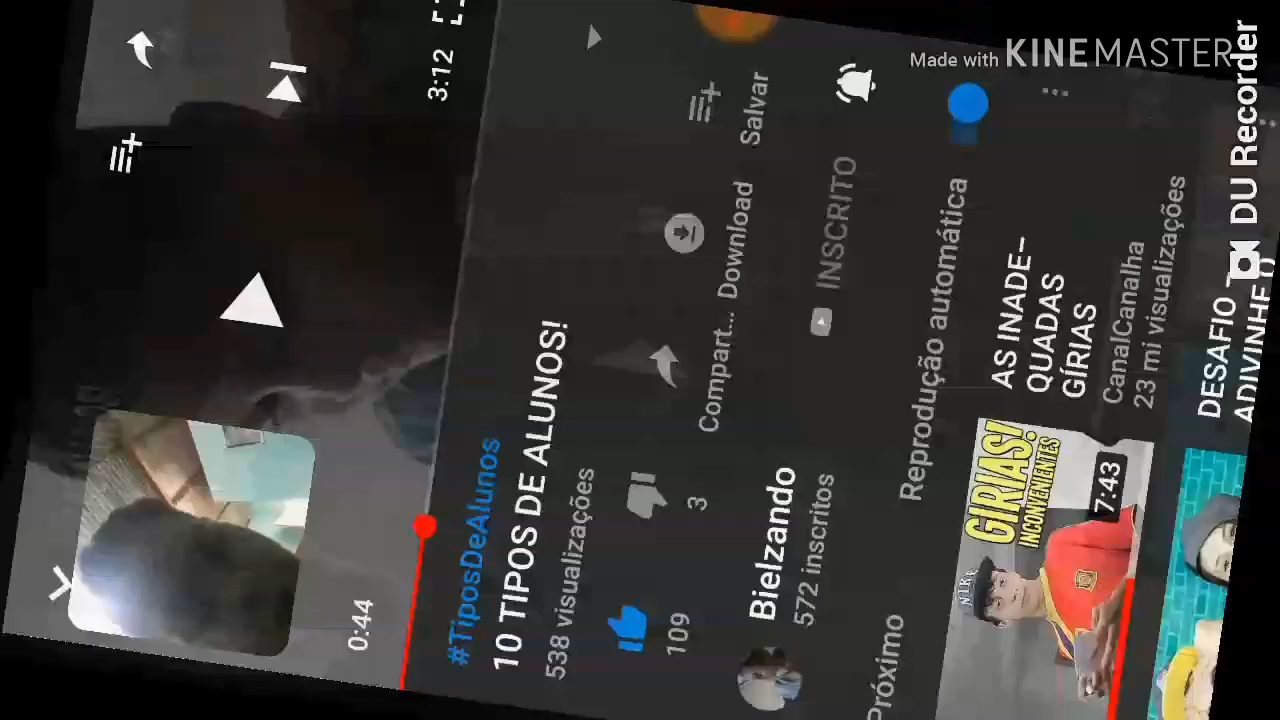 0:44
3:12
#TiposDeAlunos
10 TIPOS DE ALUNOS!
538 visualizações
109
3
Compart...
Download
Salvar
Bielzando
572 inscritos
INSCRITO
Próximo
Reprodução automática
GÍRIAS!
INCONVENIENTES
NIKE
7:43
AS INADE-
QUADAS
GÍRIAS
CanalCanalha
23 mi visualizações
DESAFIO
ADIVINHE O
Made with KINEMASTER
DU Recorder